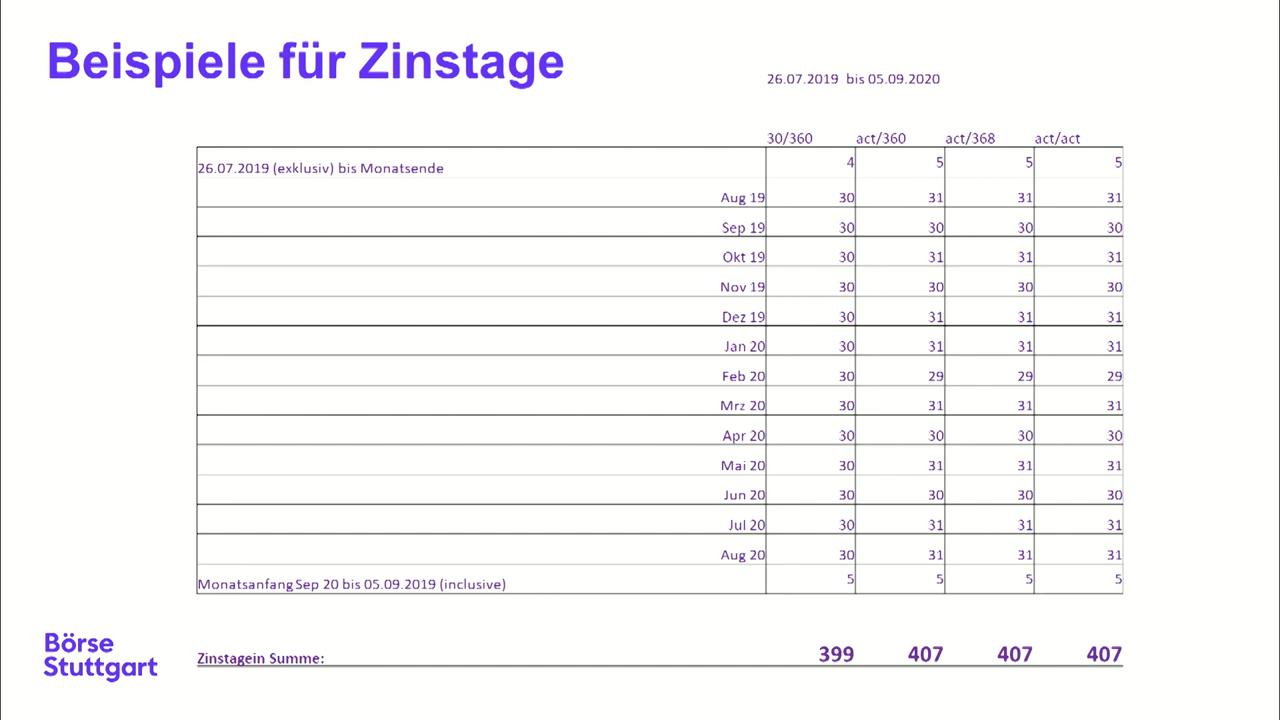 Beispiele für Zinstage
26.07.2019 bis 05.09.2020
30/360 act/360 act/368 act/act
26.07.2019 (exklusiv) bis Monatsende 4 5 5 5
Aug 19 30 31 31 31
Sep 19 30 30 30 30
Okt 19 30 31 31 31
Nov 19 30 30 30 30
Dez 19 30 31 31 31
Jan 20 30 31 31 31
Feb 20 30 29 29 29
Mrz 20 30 31 31 31
Apr 20 30 30 30 30
Mai 20 30 31 31 31
Jun 20 30 30 30 30
Jul 20 30 31 31 31
Aug 20 30 31 31 31
Monatsanfang Sep 20 bis 05.09.2019 (inclusive) 5 5 5 5
Börse
Stuttgart
Zinstagein Summe: 399 407 407 407